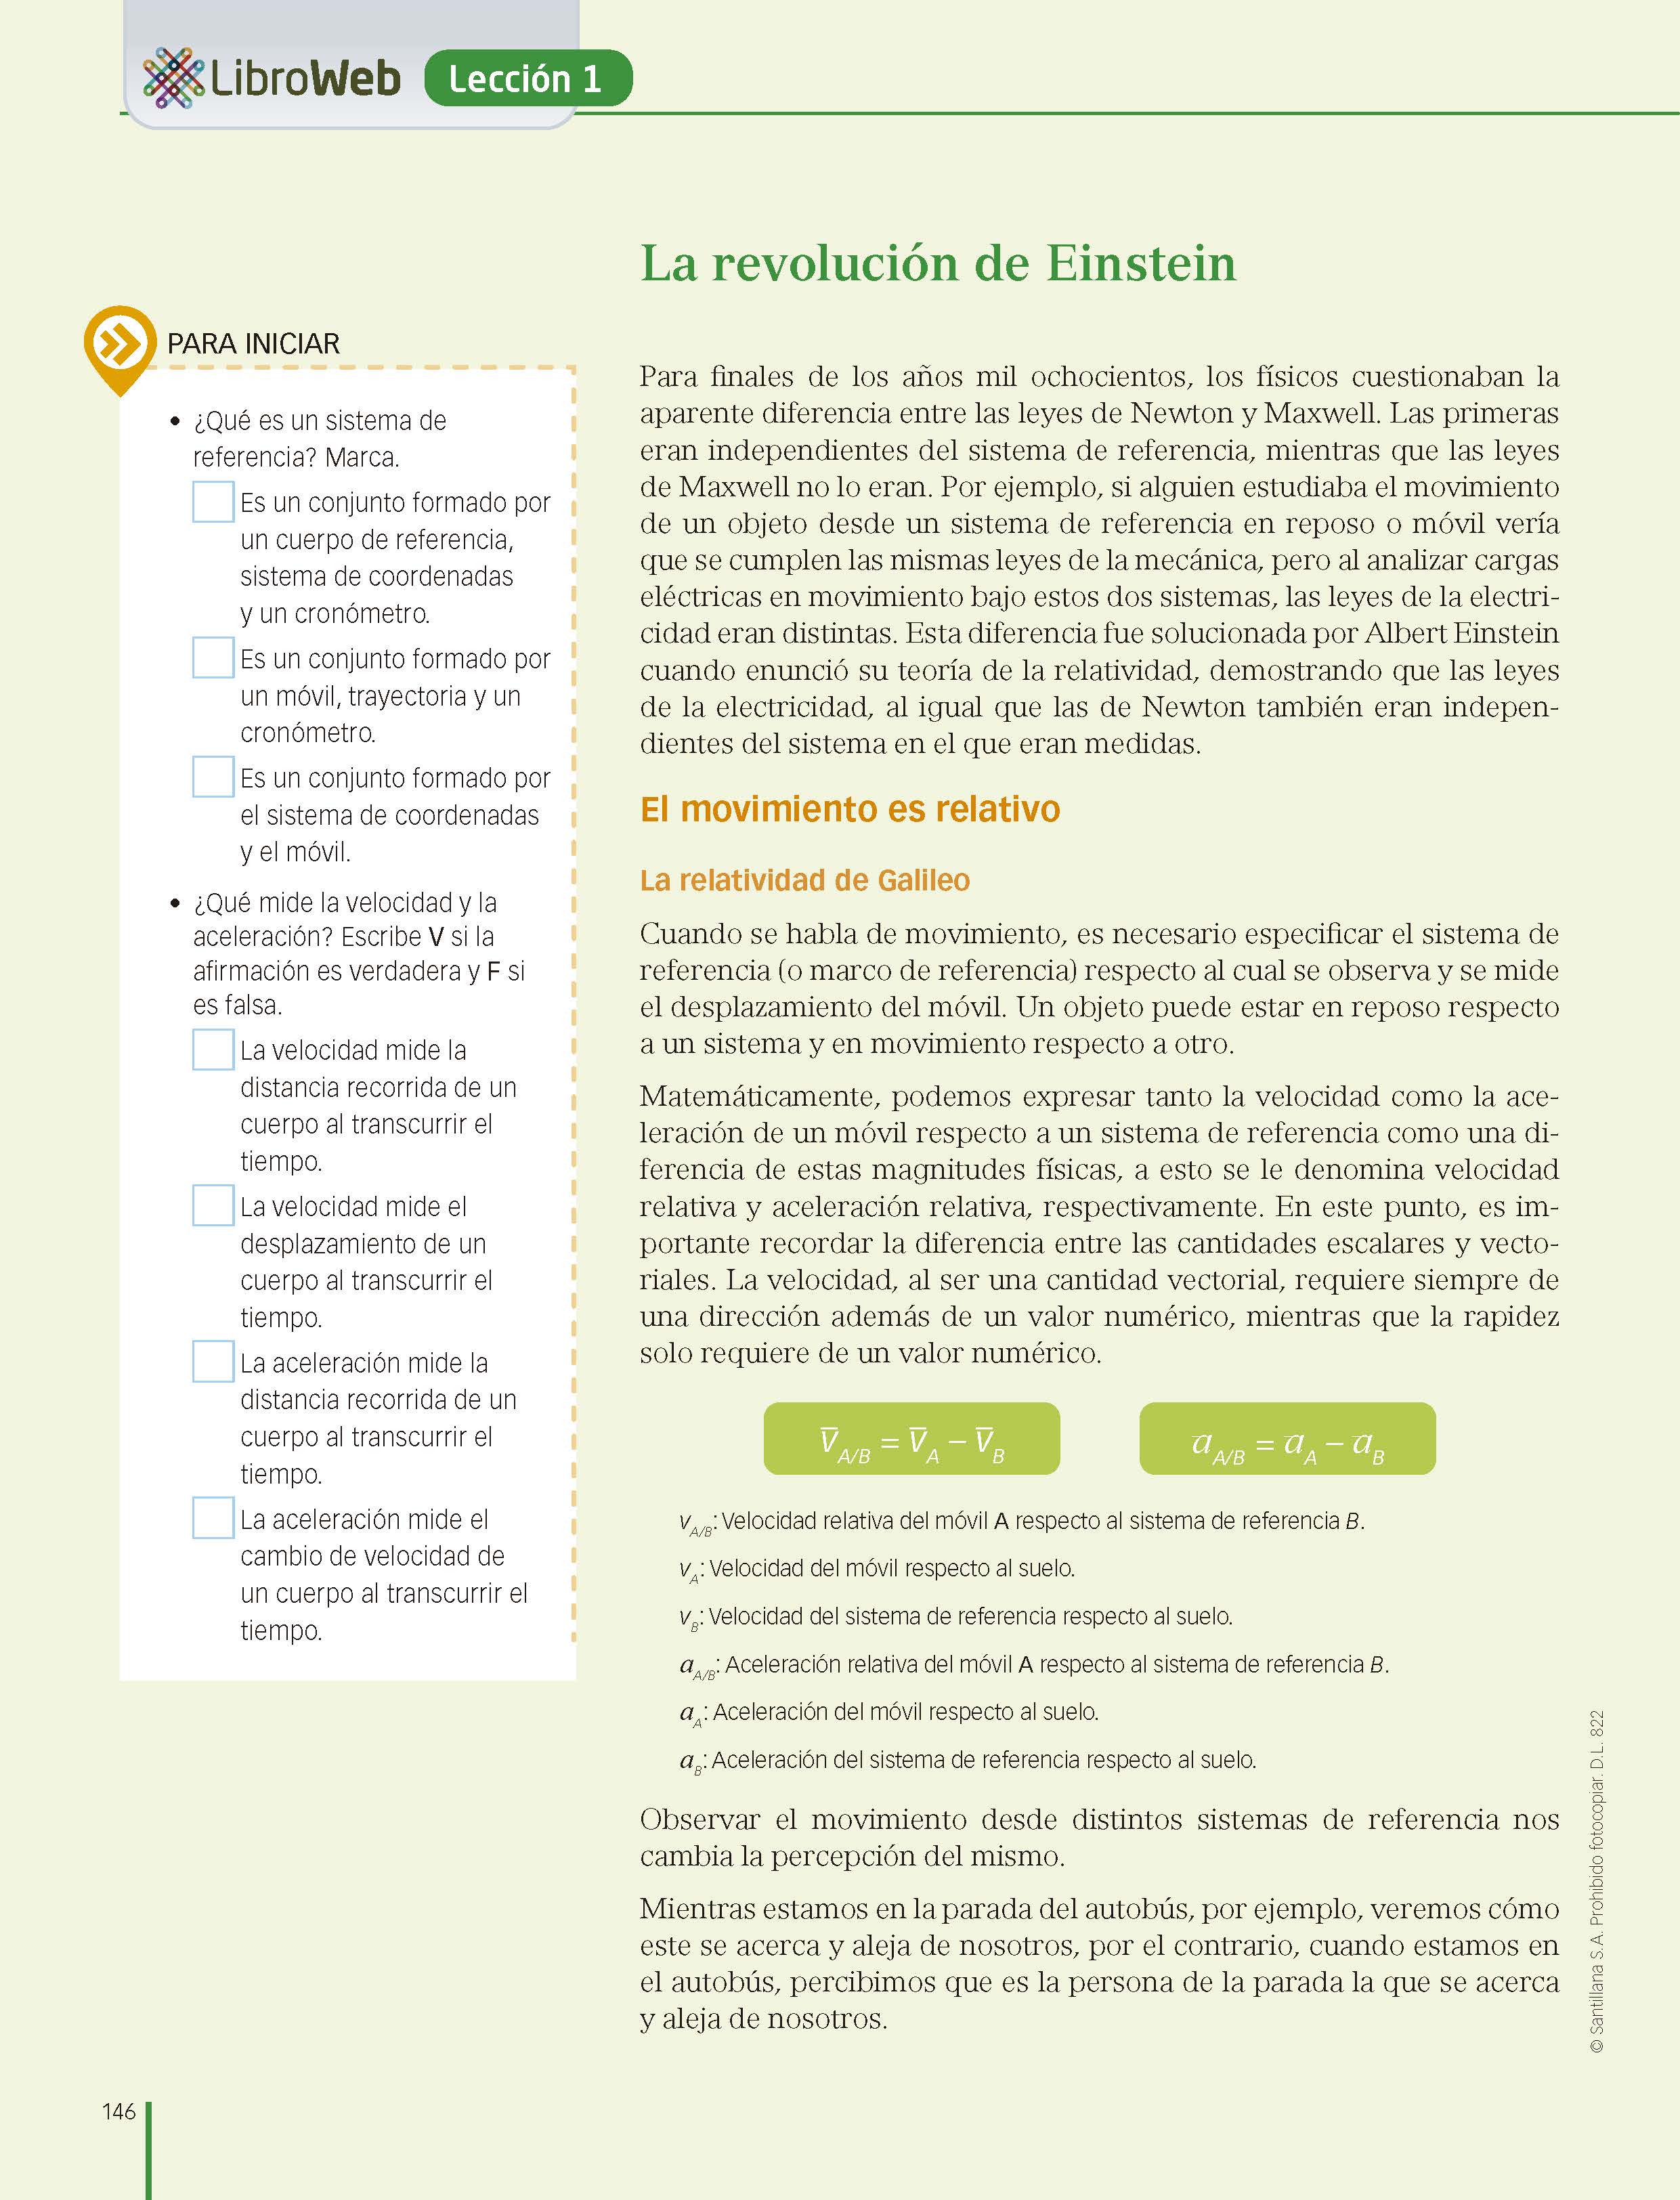 LibroWeb Lección 1
La revolución de Einstein
PARA INICIAR
• ¿Qué es un sistema de
referencia? Marca.
Es un conjunto formado por
un cuerpo de referencia,
sistema de coordenadas
y un cronómetro.
Es un conjunto formado por
un móvil, trayectoria y un
cronómetro.
Es un conjunto formado por
el sistema de coordenadas
y el móvil.
• ¿Qué mide la velocidad y la
aceleración? Escribe V si la
afirmación es verdadera y F si
es falsa.
La velocidad mide la
distancia recorrida de un
cuerpo al transcurrir el
tiempo.
La velocidad mide el
desplazamiento de un
cuerpo al transcurrir el
tiempo.
La aceleración mide la
distancia recorrida de un
cuerpo al transcurrir el
tiempo.
La aceleración mide el
cambio de velocidad de
un cuerpo al transcurrir el
tiempo.
Para finales de los años mil ochocientos, los físicos cuestionaban la
aparente diferencia entre las leyes de Newton y Maxwell. Las primeras
eran independientes del sistema de referencia, mientras que las leyes
de Maxwell no lo eran. Por ejemplo, si alguien estudiaba el movimiento
de un objeto desde un sistema de referencia en reposo o móvil vería
que se cumplen las mismas leyes de la mecánica, pero al analizar cargas
eléctricas en movimiento bajo estos dos sistemas, las leyes de la electri-
cidad eran distintas. Esta diferencia fue solucionada por Albert Einstein
cuando enunció su teoría de la relatividad, demostrando que las leyes
de la electricidad, al igual que las de Newton también eran indepen-
dientes del sistema en el que eran medidas.
El movimiento es relativo
La relatividad de Galileo
Cuando se habla de movimiento, es necesario especificar el sistema de
referencia (o marco de referencia) respecto al cual se observa y se mide
el desplazamiento del móvil. Un objeto puede estar en reposo respecto
a un sistema y en movimiento respecto a otro.
Matemáticamente, podemos expresar tanto la velocidad como la ace-
leración de un móvil respecto a un sistema de referencia como una di-
ferencia de estas magnitudes físicas, a esto se le denomina velocidad
relativa y aceleración relativa, respectivamente. En este punto, es im-
portante recordar la diferencia entre las cantidades escalares y vecto-
riales. La velocidad, al ser una cantidad vectorial, requiere siempre de
una dirección además de un valor numérico, mientras que la rapidez
solo requiere de un valor numérico.
v̅_A/B = v̅_A – v̅_B a̅_A/B = a̅_A – a̅_B
v_A/B: Velocidad relativa del móvil A respecto al sistema de referencia B.
v_A: Velocidad del móvil respecto al suelo.
v_B: Velocidad del sistema de referencia respecto al suelo.
a_A/B: Aceleración relativa del móvil A respecto al sistema de referencia B.
a_A: Aceleración del móvil respecto al suelo.
a_B: Aceleración del sistema de referencia respecto al suelo.
Observar el movimiento desde distintos sistemas de referencia nos
cambia la percepción del mismo.
Mientras estamos en la parada del autobús, por ejemplo, veremos cómo
este se acerca y aleja de nosotros, por el contrario, cuando estamos en
el autobús, percibimos que es la persona de la parada la que se acerca
y aleja de nosotros.
© Santillana S.A. Prohibido fotocopiar. D.L. 822
146